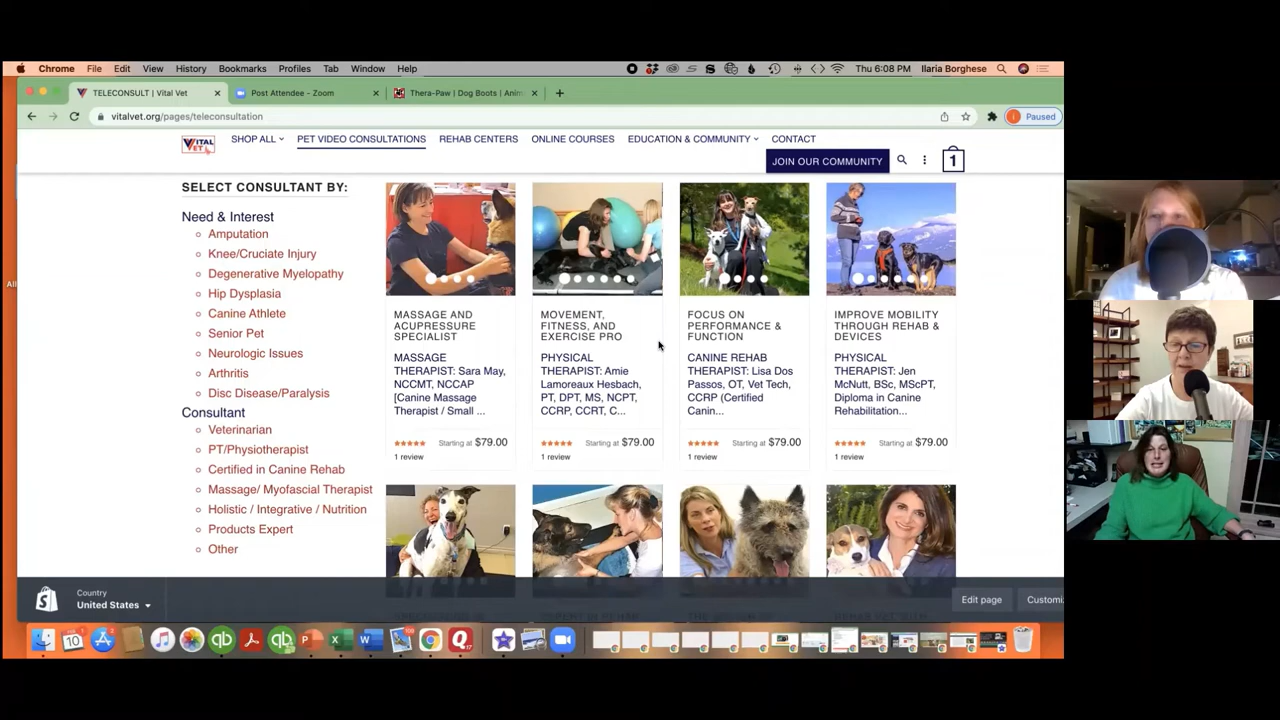 Chrome File Edit View History Bookmarks Profiles Tab Window Help
Thu 6:08 PM Ilaria Borghese
TELECONSULT | Vital Vet
Post Attendee - Zoom
Thera-Paw | Dog Boots | Anim
vitalvet.org/pages/teleconsultation
Paused
VITAL VET
SHOP ALL PET VIDEO CONSULTATIONS REHAB CENTERS ONLINE COURSES EDUCATION & COMMUNITY CONTACT
JOIN OUR COMMUNITY
1
SELECT CONSULTANT BY:
Need & Interest
Amputation
Knee/Cruciate Injury
Degenerative Myelopathy
Hip Dysplasia
Canine Athlete
Senior Pet
Neurologic Issues
Arthritis
Disc Disease/Paralysis
Consultant
Veterinarian
PT/Physiotherapist
Certified in Canine Rehab
Massage/ Myofascial Therapist
Holistic / Integrative / Nutrition
Products Expert
Other
MASSAGE AND
ACUPRESSURE
SPECIALIST
MASSAGE
THERAPIST: Sara May,
NCCMT, NCCAP
[Canine Massage
Therapist / Small ...
Starting at $79.00
1 review
MOVEMENT,
FITNESS, AND
EXERCISE PRO
PHYSICAL
THERAPIST: Amie
Lamoreaux Hesbach,
PT, DPT, MS, NCPT,
CCRP, CCRT, C...
Starting at $79.00
1 review
FOCUS ON
PERFORMANCE &
FUNCTION
CANINE REHAB
THERAPIST: Lisa Dos
Passos, OT, Vet Tech,
CCRP (Certified
Canin...
Starting at $79.00
1 review
IMPROVE MOBILITY
THROUGH REHAB &
DEVICES
PHYSICAL
THERAPIST: Jen
McNutt, BSc, MScPT,
Diploma in Canine
Rehabilitation...
Starting at $79.00
1 review
Country
United States
Edit page
Customi
All